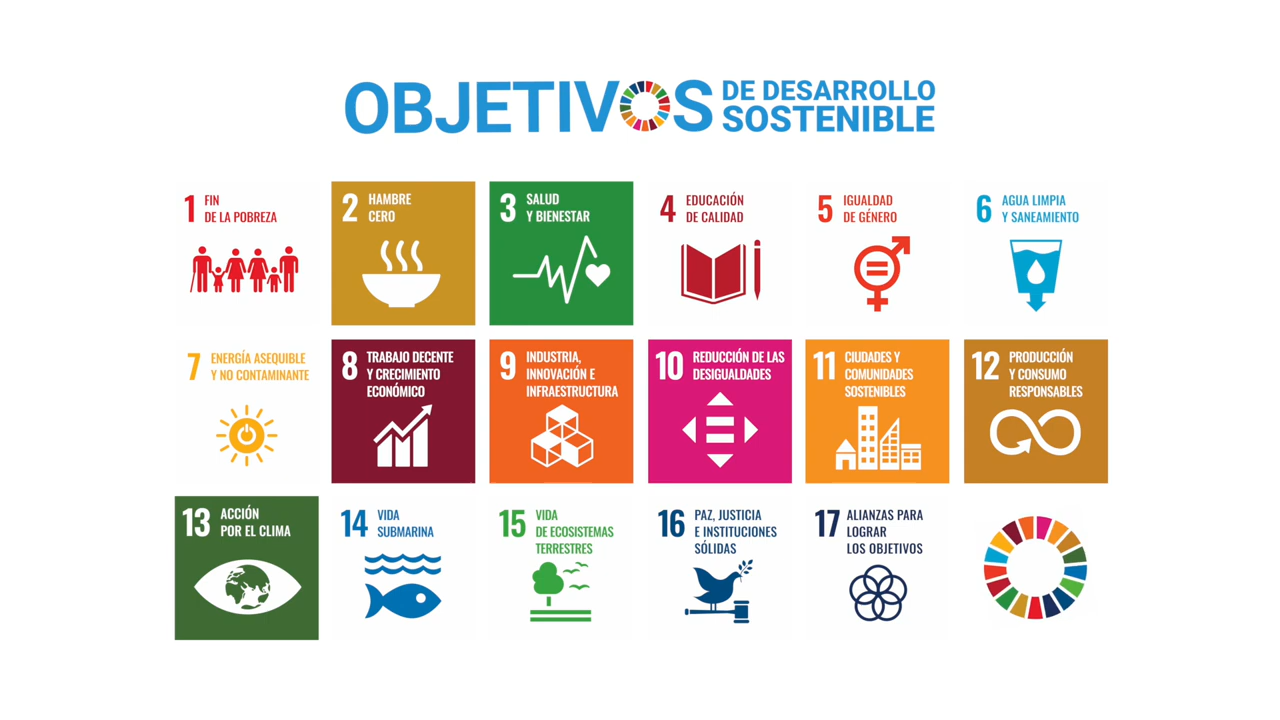 OBJETIVOS DE DESARROLLO
SOSTENIBLE
1 FIN
DE LA POBREZA
2 HAMBRE
CERO
3 SALUD
Y BIENESTAR
4 EDUCACIÓN
DE CALIDAD
5 IGUALDAD
DE GÉNERO
6 AGUA LIMPIA
Y SANEAMIENTO
7 ENERGÍA ASEQUIBLE
Y NO CONTAMINANTE
8 TRABAJO DECENTE
Y CRECIMIENTO
ECONÓMICO
9 INDUSTRIA,
INNOVACIÓN E
INFRAESTRUCTURA
10 REDUCCIÓN DE LAS
DESIGUALDADES
11 CIUDADES Y
COMUNIDADES
SOSTENIBLES
12 PRODUCCIÓN
Y CONSUMO
RESPONSABLES
13 ACCIÓN
POR EL CLIMA
14 VIDA
SUBMARINA
15 VIDA
DE ECOSISTEMAS
TERRESTRES
16 PAZ, JUSTICIA
E INSTITUCIONES
SÓLIDAS
17 ALIANZAS PARA
LOGRAR
LOS OBJETIVOS